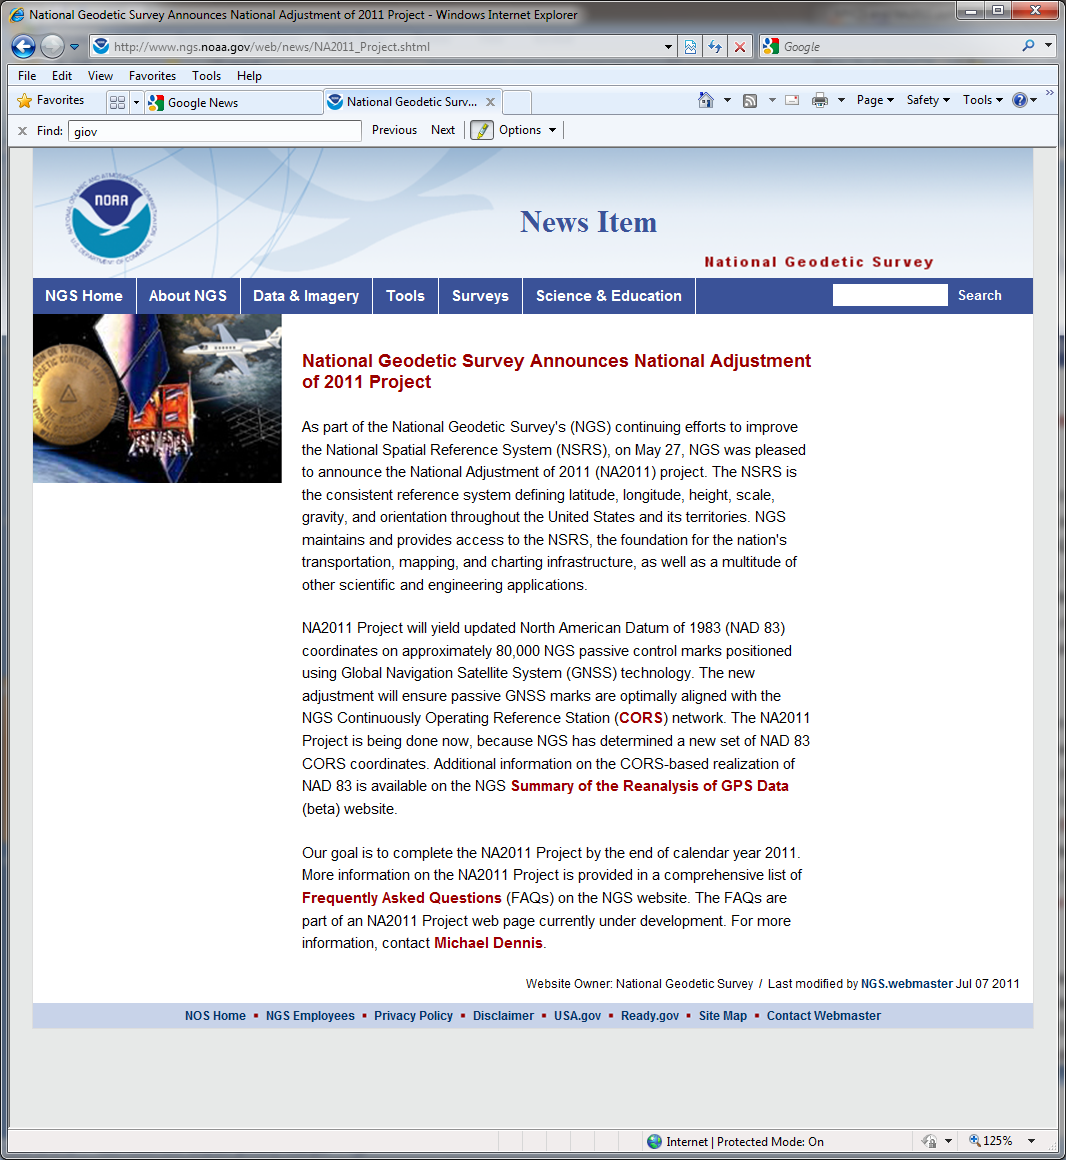 National Geodetic Survey Announces National Adjustment of 2011 Project - Windows Internet Explorer
http://www.ngs.noaa.gov/web/news/NA2011_Project.shtml
Google
File Edit View Favorites Tools Help
Favorites
Google News
National Geodetic Surv...
Page Safety Tools
Find: giov Previous Next Options
NOAA
News Item
National Geodetic Survey
NGS Home About NGS Data & Imagery Tools Surveys Science & Education Search
National Geodetic Survey Announces National Adjustment
of 2011 Project
As part of the National Geodetic Survey's (NGS) continuing efforts to improve
the National Spatial Reference System (NSRS), on May 27, NGS was pleased
to announce the National Adjustment of 2011 (NA2011) project. The NSRS is
the consistent reference system defining latitude, longitude, height, scale,
gravity, and orientation throughout the United States and its territories. NGS
maintains and provides access to the NSRS, the foundation for the nation's
transportation, mapping, and charting infrastructure, as well as a multitude of
other scientific and engineering applications.
NA2011 Project will yield updated North American Datum of 1983 (NAD 83)
coordinates on approximately 80,000 NGS passive control marks positioned
using Global Navigation Satellite System (GNSS) technology. The new
adjustment will ensure passive GNSS marks are optimally aligned with the
NGS Continuously Operating Reference Station (CORS) network. The NA2011
Project is being done now, because NGS has determined a new set of NAD 83
CORS coordinates. Additional information on the CORS-based realization of
NAD 83 is available on the NGS Summary of the Reanalysis of GPS Data
(beta) website.
Our goal is to complete the NA2011 Project by the end of calendar year 2011.
More information on the NA2011 Project is provided in a comprehensive list of
Frequently Asked Questions (FAQs) on the NGS website. The FAQs are
part of an NA2011 Project web page currently under development. For more
information, contact Michael Dennis.
Website Owner: National Geodetic Survey / Last modified by NGS.webmaster Jul 07 2011
NOS Home ▪ NGS Employees ▪ Privacy Policy ▪ Disclaimer ▪ USA.gov ▪ Ready.gov ▪ Site Map ▪ Contact Webmaster
Internet | Protected Mode: On
125%